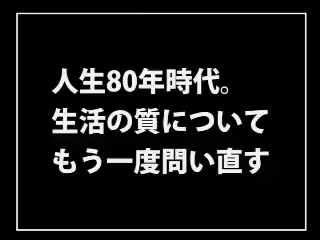 人生80年時代。
生活の質について
もう一度問い直す